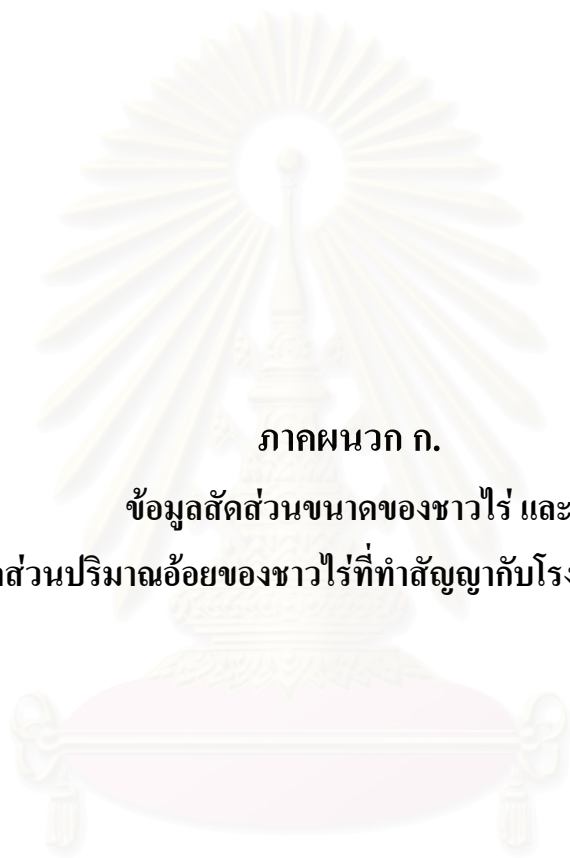 ภาคผนวก ก.
ข้อมูลสัดส่วนขนาดของชาวไร่ และ
ส่วนปริมาณอ้อยของชาวไร่ที่ทำสัญญากับ